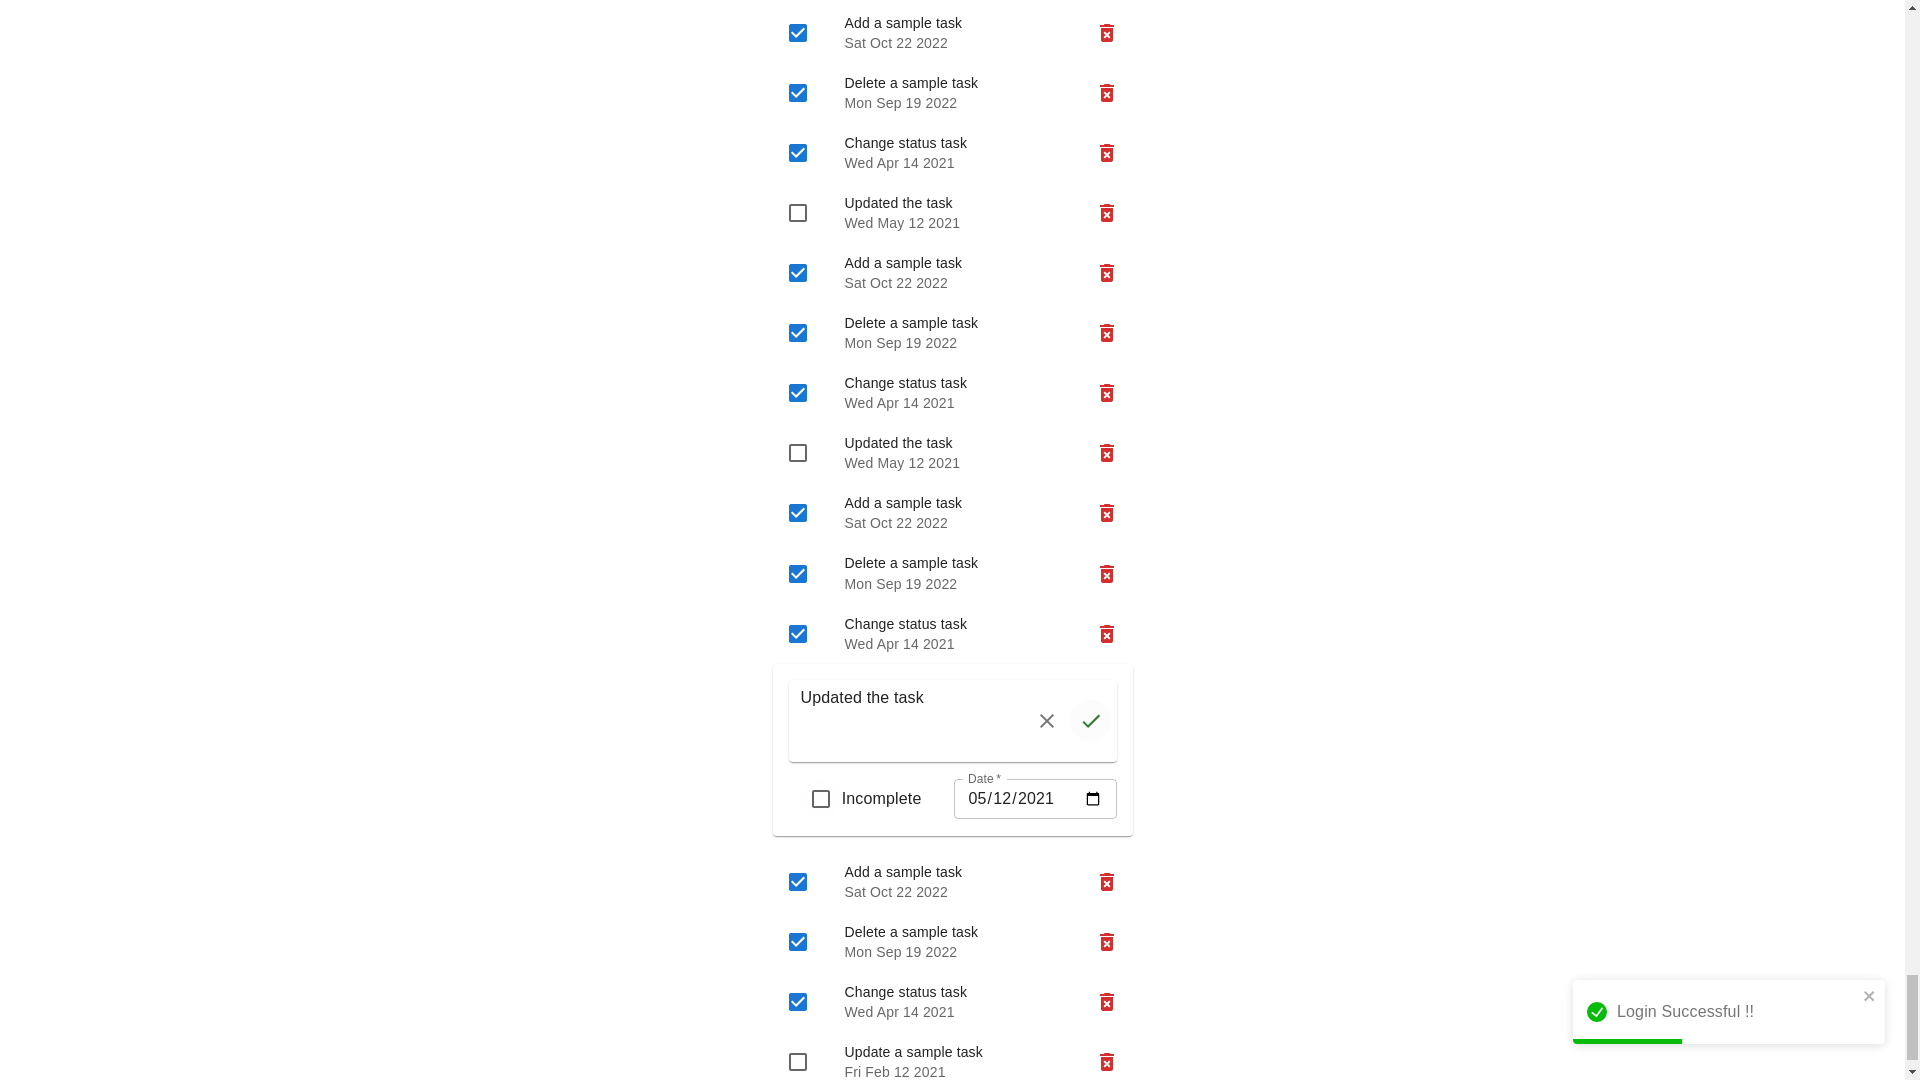 Add a sample task
Sat Oct 22 2022
Delete a sample task
Mon Sep 19 2022
Change status task
Wed Apr 14 2021
Updated the task
Wed May 12 2021
Add a sample task
Sat Oct 22 2022
Delete a sample task
Mon Sep 19 2022
Change status task
Wed Apr 14 2021
Updated the task
Wed May 12 2021
Add a sample task
Sat Oct 22 2022
Delete a sample task
Mon Sep 19 2022
Change status task
Wed Apr 14 2021
Updated the task
Date *
Incomplete
05/12/2021
Add a sample task
Sat Oct 22 2022
Delete a sample task
Mon Sep 19 2022
Change status task
Wed Apr 14 2021
Login Successful !!
Update a sample task
Fri Feb 12 2021